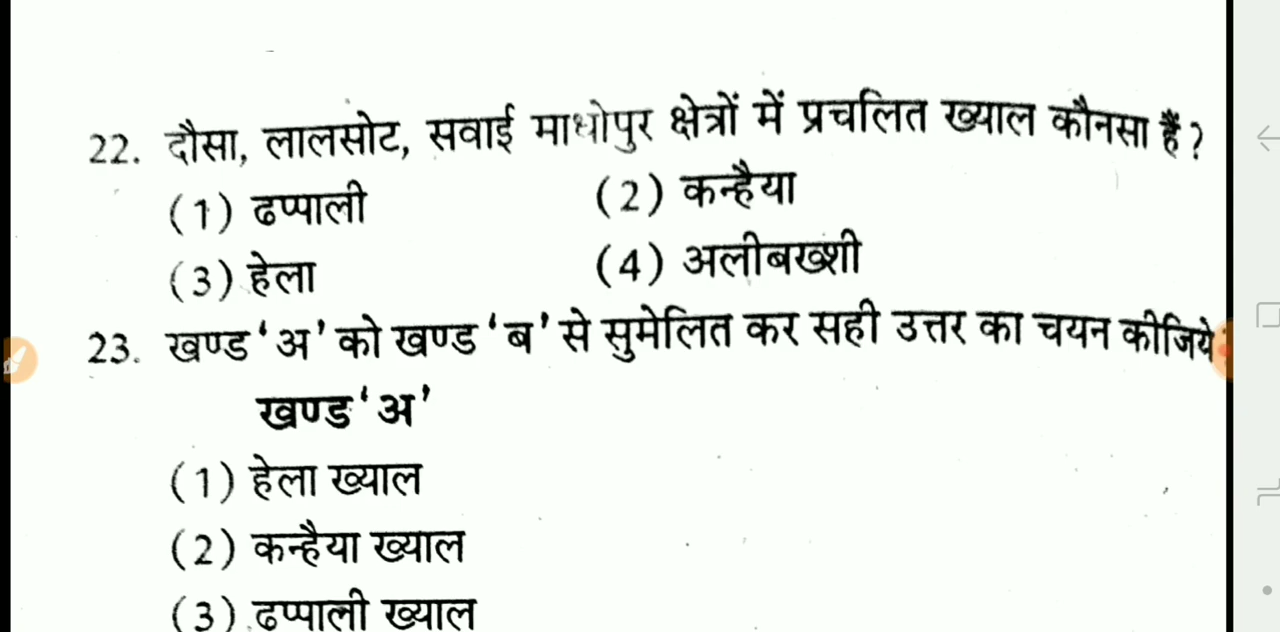 22. दौसा, लालसोट, सवाई माधोपुर क्षेत्रों में प्रचलित ख्याल कौनसा हैं?
(1) ढप्पाली (2) कन्हैया
(3) हेला (4) अलीबख्शी
23. खण्ड 'अ' को खण्ड 'ब' से सुमेलित कर सही उत्तर का चयन कीजिये
खण्ड 'अ'
(1) हेला ख्याल
(2) कन्हैया ख्याल
(3) ढप्पाली ख्याल